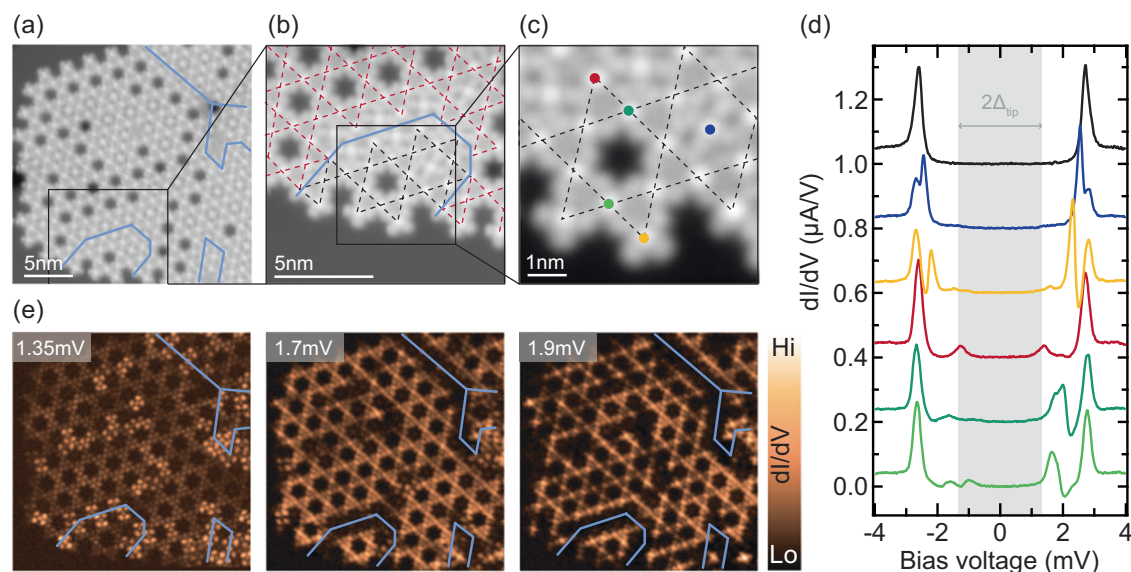 (a)
(b)
(c)
(d)
5nm
5nm
1nm
(e)
1.35mV
1.7mV
1.9mV
Hi
dI/dV
Lo
dI/dV (µA/V)
1.2
1.0
0.8
0.6
0.4
0.2
0.0
2Δtip
-4
-2
0
2
4
Bias voltage (mV)